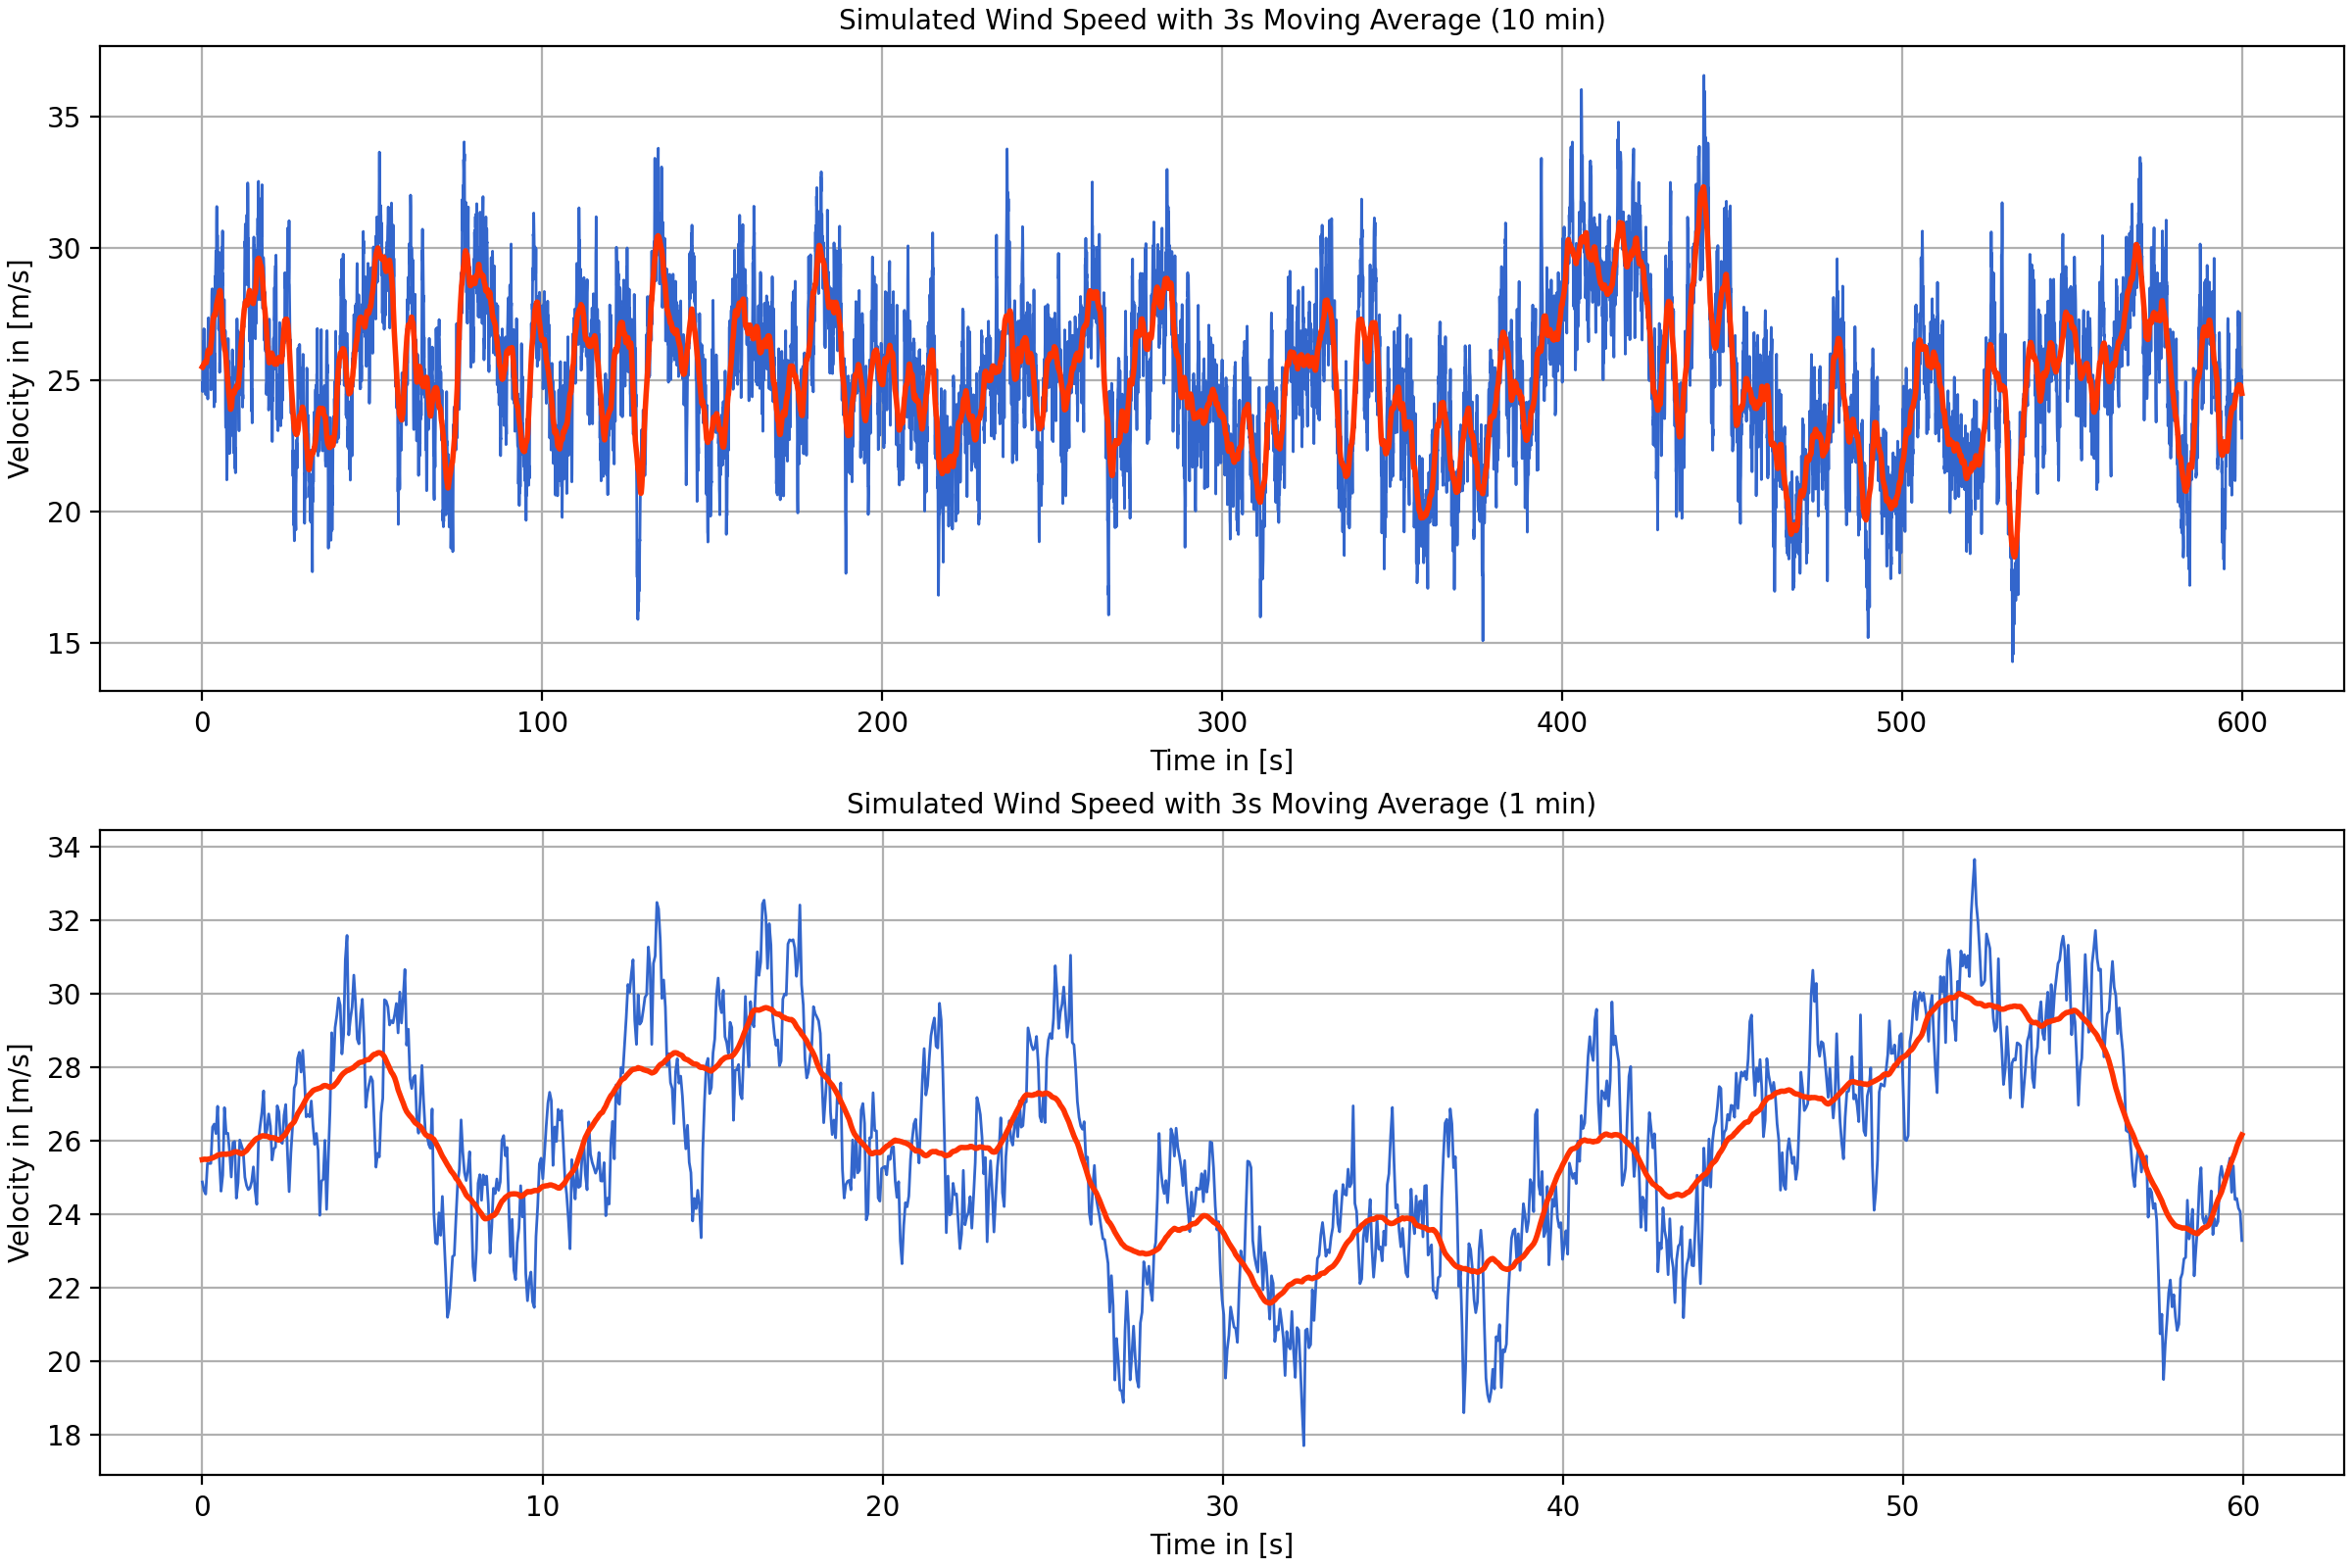 Simulated Wind Speed with 3s Moving Average (10 min)
Velocity in [m/s]
35
30
25
20
15
0 100 200 300 400 500 600
Time in [s]
Simulated Wind Speed with 3s Moving Average (1 min)
Velocity in [m/s]
34
32
30
28
26
24
22
20
18
0 10 20 30 40 50 60
Time in [s]